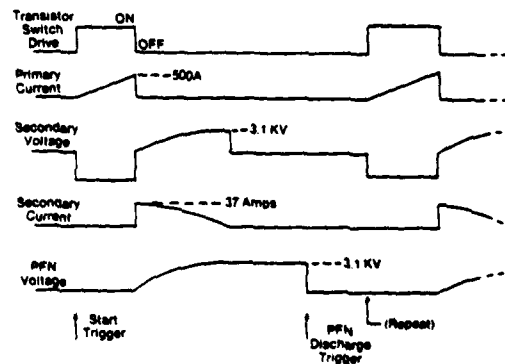 Transistor
Switch
Drive
ON
OFF
Primary
Current
500A
Secondary
Voltage
3.1 KV
Secondary
Current
37 Amps
PFN
Voltage
3.1 KV
Start
Trigger
PFN
Discharge
Trigger
(Repeat)